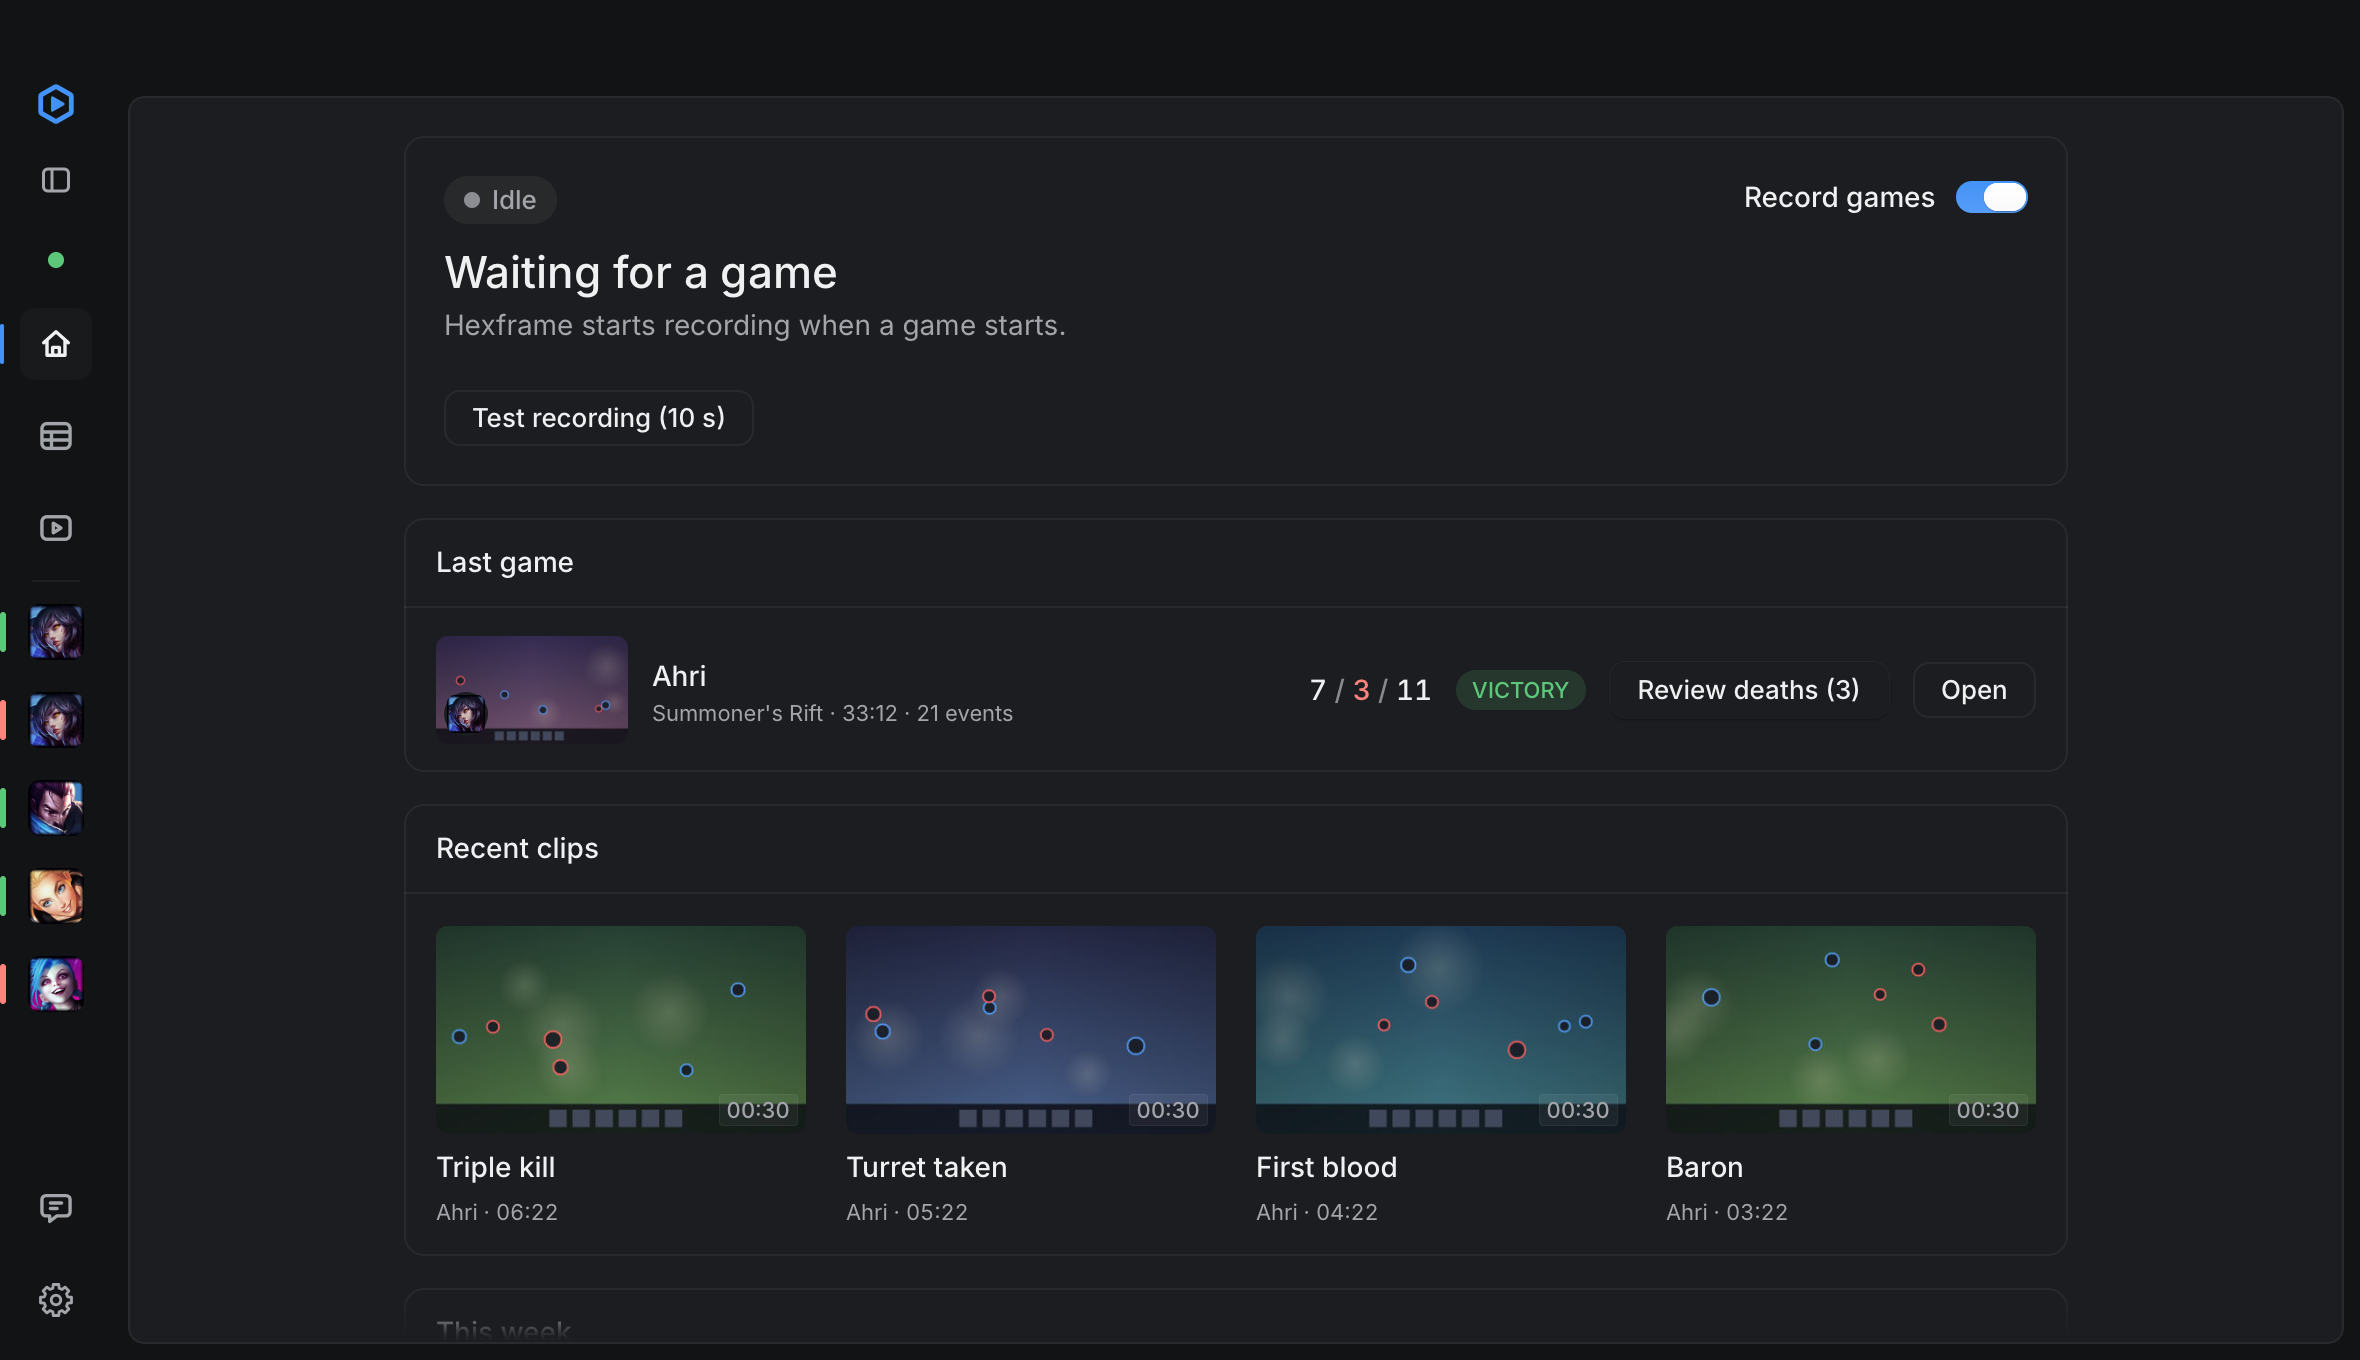 Idle
Record games
Waiting for a game
Hexframe starts recording when a game starts.
Test recording (10 s)
Last game
Ahri
Summoner's Rift · 33:12 · 21 events
7 / 3 / 11
VICTORY
Review deaths (3)
Open
Recent clips
00:30
00:30
00:30
00:30
Triple kill
Turret taken
First blood
Baron
Ahri · 06:22
Ahri · 05:22
Ahri · 04:22
Ahri · 03:22
This week